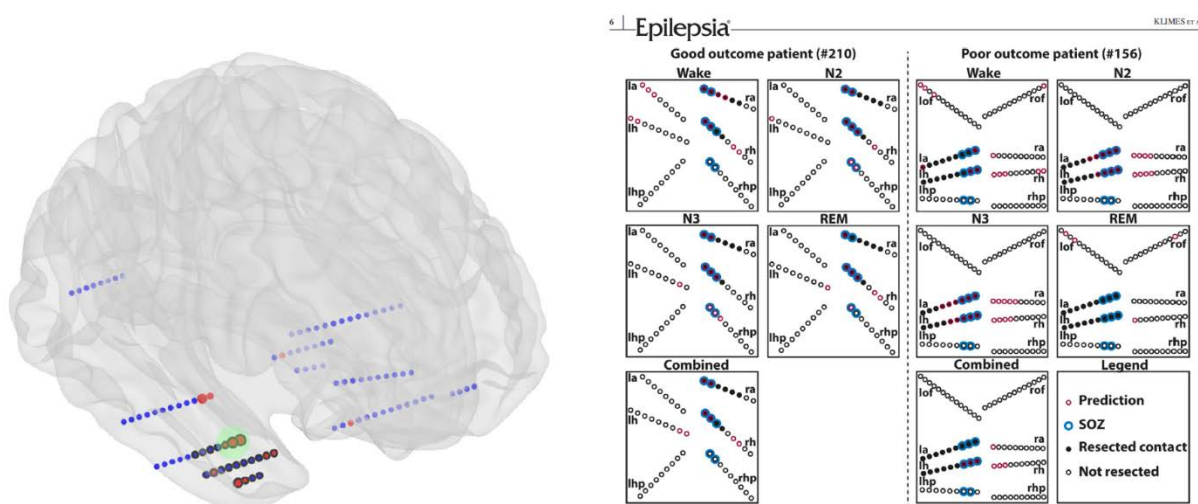 6 | Epilepsia® KLIMES ET A
Good outcome patient (#210) Poor outcome patient (#156)
Wake N2 Wake N2
la ra la ra lof rof lof rof
lh rh lh rh la ra la ra
lhp rhp lhp rhp lh rh lh rh
lhp rhp lhp rhp
N3 REM N3 REM
la ra la ra lof rof lof rof
lh rh lh rh la ra la ra
lhp rhp lhp rhp lh rh lh rh
lhp rhp lhp rhp
Combined Combined Legend
la ra lof rof Prediction
lh rh la ra SOZ
lhp rhp lh rh Resected contact
lhp rhp Not resected